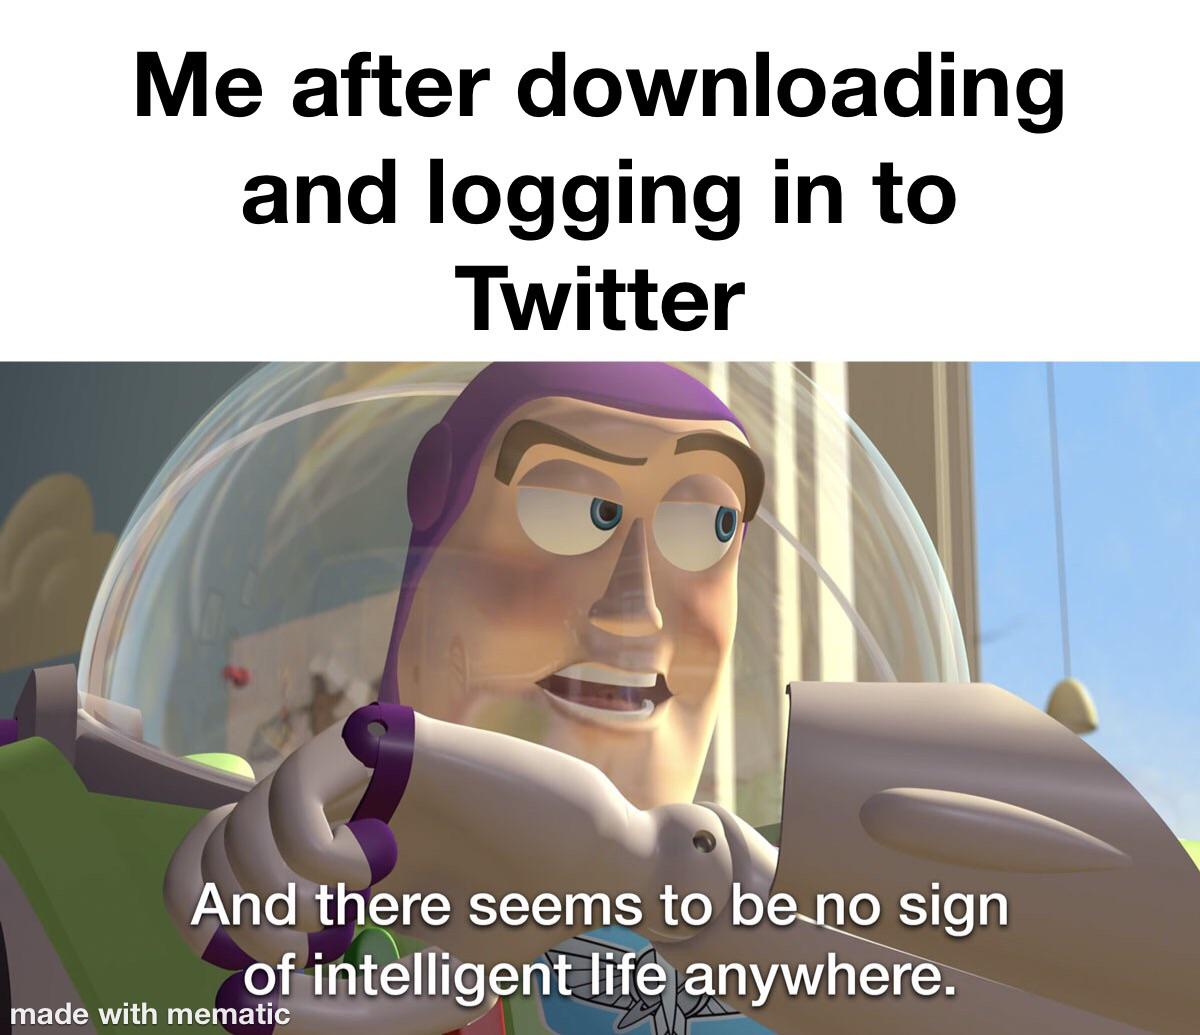 Me after downloading
and logging in to
Twitter
And there seems to be no sign
of intelligent life anywhere.
made with mematic